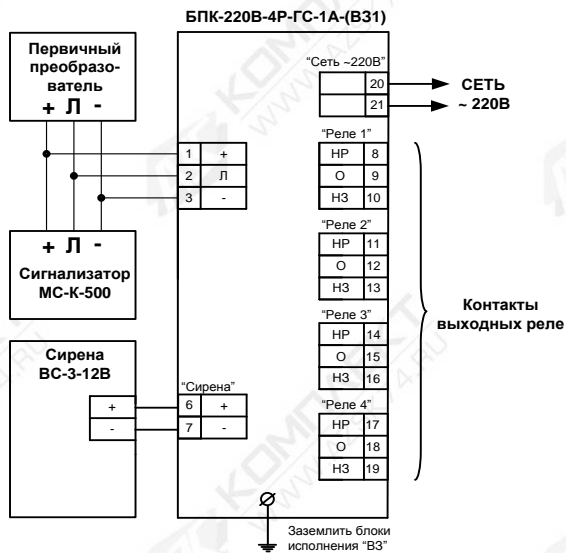 БПК-220В-4Р-ГС-1А-(В31)
Первичный
преобразо-
ватель
+ Л -
"Сеть ~220В"
20
21
СЕТЬ
~ 220В
1 +
2 Л
3 -
"Реле 1"
НР 8
О 9
НЗ 10
"Реле 2"
НР 11
О 12
НЗ 13
+ Л -
Сигнализатор
МС-К-500
"Реле 3"
НР 14
О 15
НЗ 16
Контакты
выходных реле
Сирена
ВС-3-12В
+
-
"Сирена"
6 +
7 -
"Реле 4"
НР 17
О 18
НЗ 19
Заземлить блоки
исполнения "ВЗ"